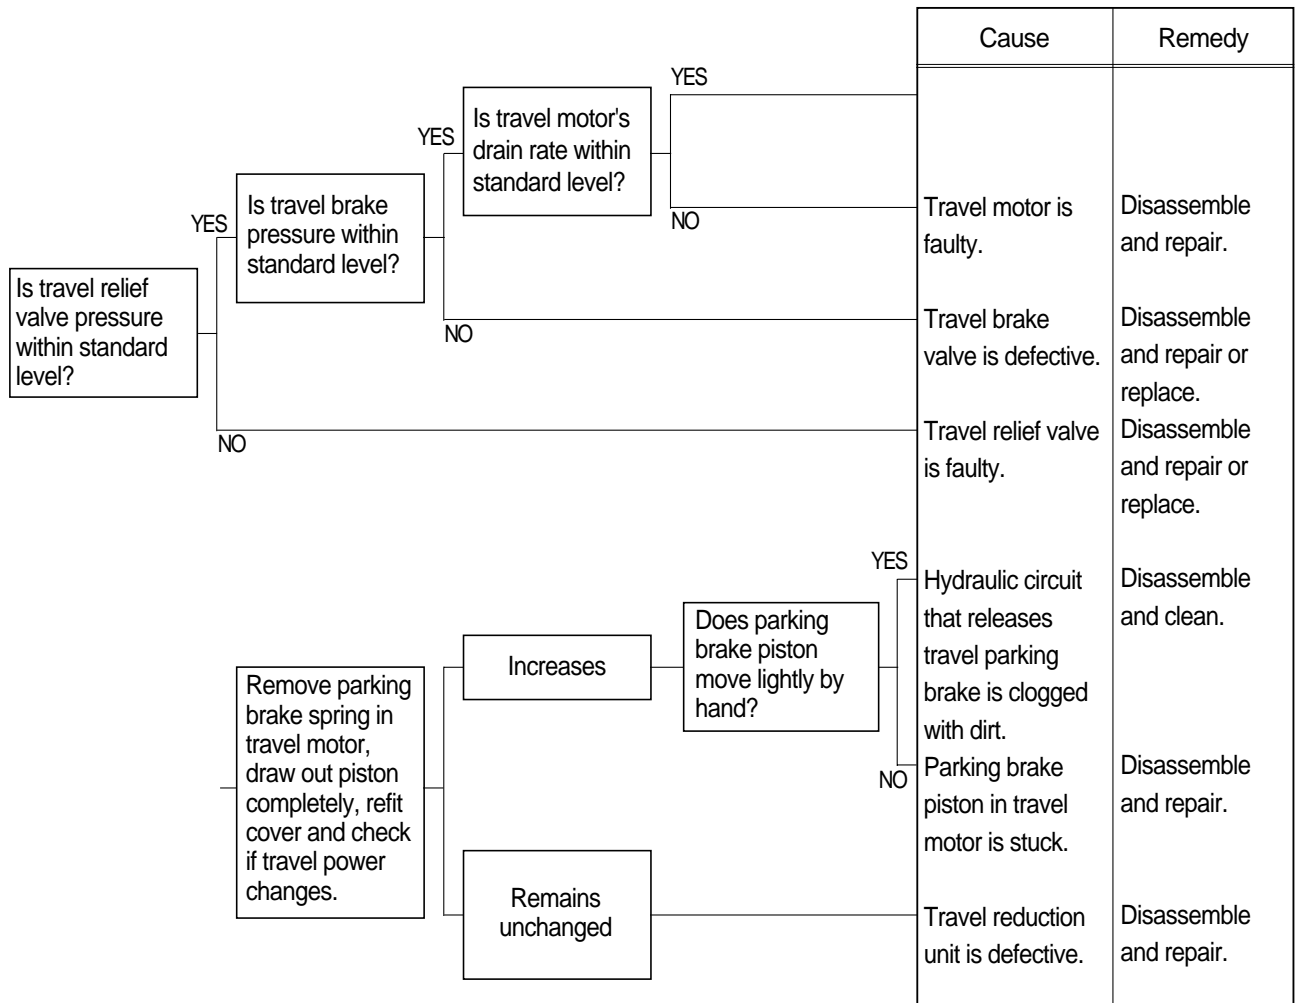 Cause
Remedy
YES
Is travel motor's
drain rate within
standard level?
YES
NO
Is travel brake
pressure within
standard level?
YES
NO
Is travel relief
valve pressure
within standard
level?
NO
Travel motor is
faulty.
Disassemble
and repair.
Travel brake
valve is defective.
Disassemble
and repair or
replace.
Travel relief valve
is faulty.
Disassemble
and repair or
replace.
Remove parking
brake spring in
travel motor,
draw out piston
completely, refit
cover and check
if travel power
changes.
Increases
Does parking
brake piston
move lightly by
hand?
YES
Hydraulic circuit
that releases
travel parking
brake is clogged
with dirt.
Disassemble
and clean.
NO
Parking brake
piston in travel
motor is stuck.
Disassemble
and repair.
Remains
unchanged
Travel reduction
unit is defective.
Disassemble
and repair.